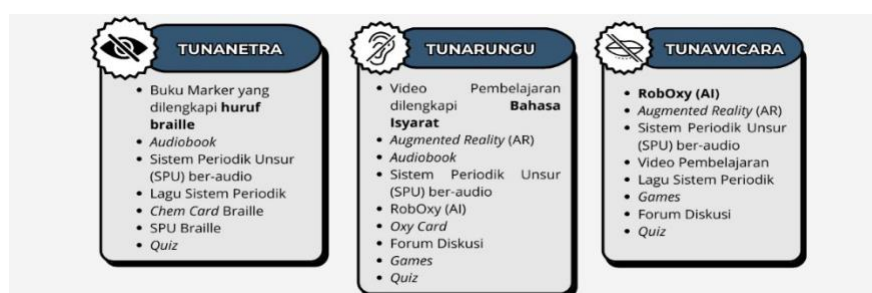 TUNANETRA
• Buku Marker yang
dilengkapi huruf
braille
• Audiobook
• Sistem Periodik Unsur
(SPU) ber-audio
• Lagu Sistem Periodik
• Chem Card Braille
• SPU Braille
• Quiz
TUNARUNGU
• Video Pembelajaran
dilengkapi Bahasa
Isyarat
• Augmented Reality (AR)
• Audiobook
• Sistem Periodik Unsur
(SPU) ber-audio
• RobOxy (AI)
• Oxy Card
• Forum Diskusi
• Games
• Quiz
TUNAWICARA
• RobOxy (AI)
• Augmented Reality (AR)
• Sistem Periodik Unsur
(SPU) ber-audio
• Video Pembelajaran
• Lagu Sistem Periodik
• Games
• Forum Diskusi
• Quiz